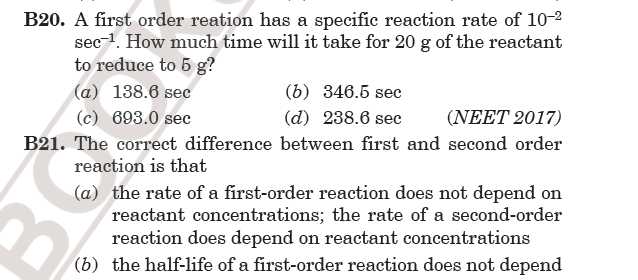 B20. A first order reation has a specific reaction rate of 10⁻²
sec⁻¹. How much time will it take for 20 g of the reactant
to reduce to 5 g?
(a) 138.6 sec (b) 346.5 sec
(c) 693.0 sec (d) 238.6 sec (NEET 2017)
B21. The correct difference between first and second order
reaction is that
(a) the rate of a first-order reaction does not depend on
reactant concentrations; the rate of a second-order
reaction does depend on reactant concentrations
(b) the half-life of a first-order reaction does not depend